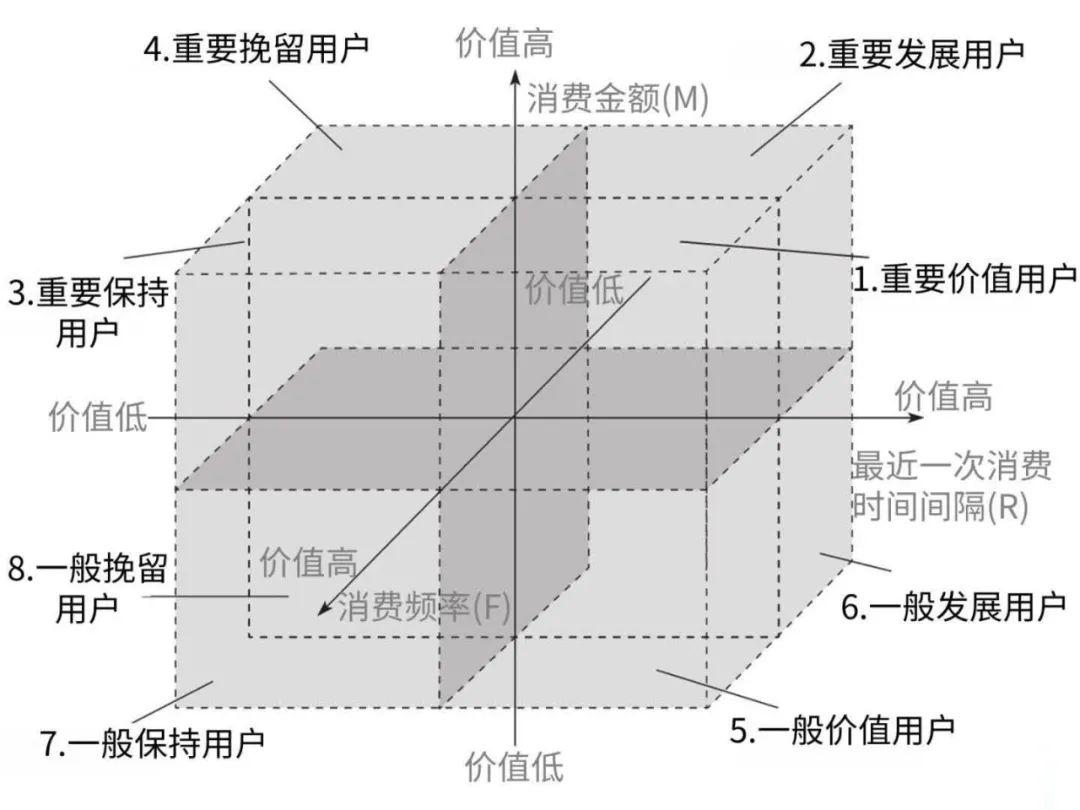 价值高
4.重要挽留用户
2.重要发展用户
消费金额(M)
3.重要保持
用户
价值低
1.重要价值用户
价值低
价值高
最近一次消费
时间间隔(R)
8.一般挽留
用户
价值高
消费频率(F)
6.一般发展用户
7.一般保持用户
5.一般价值用户
价值低